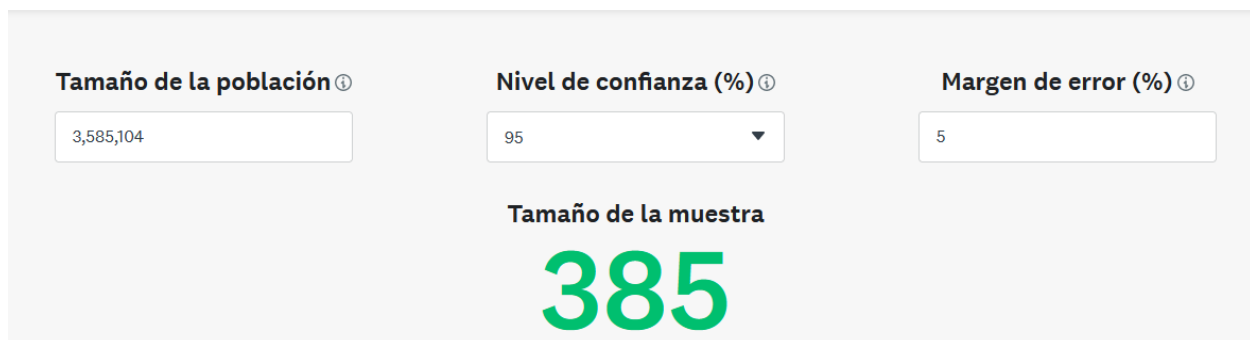 Tamaño de la población
Nivel de confianza (%)
Margen de error (%)
3,585,104
95
5
Tamaño de la muestra
385